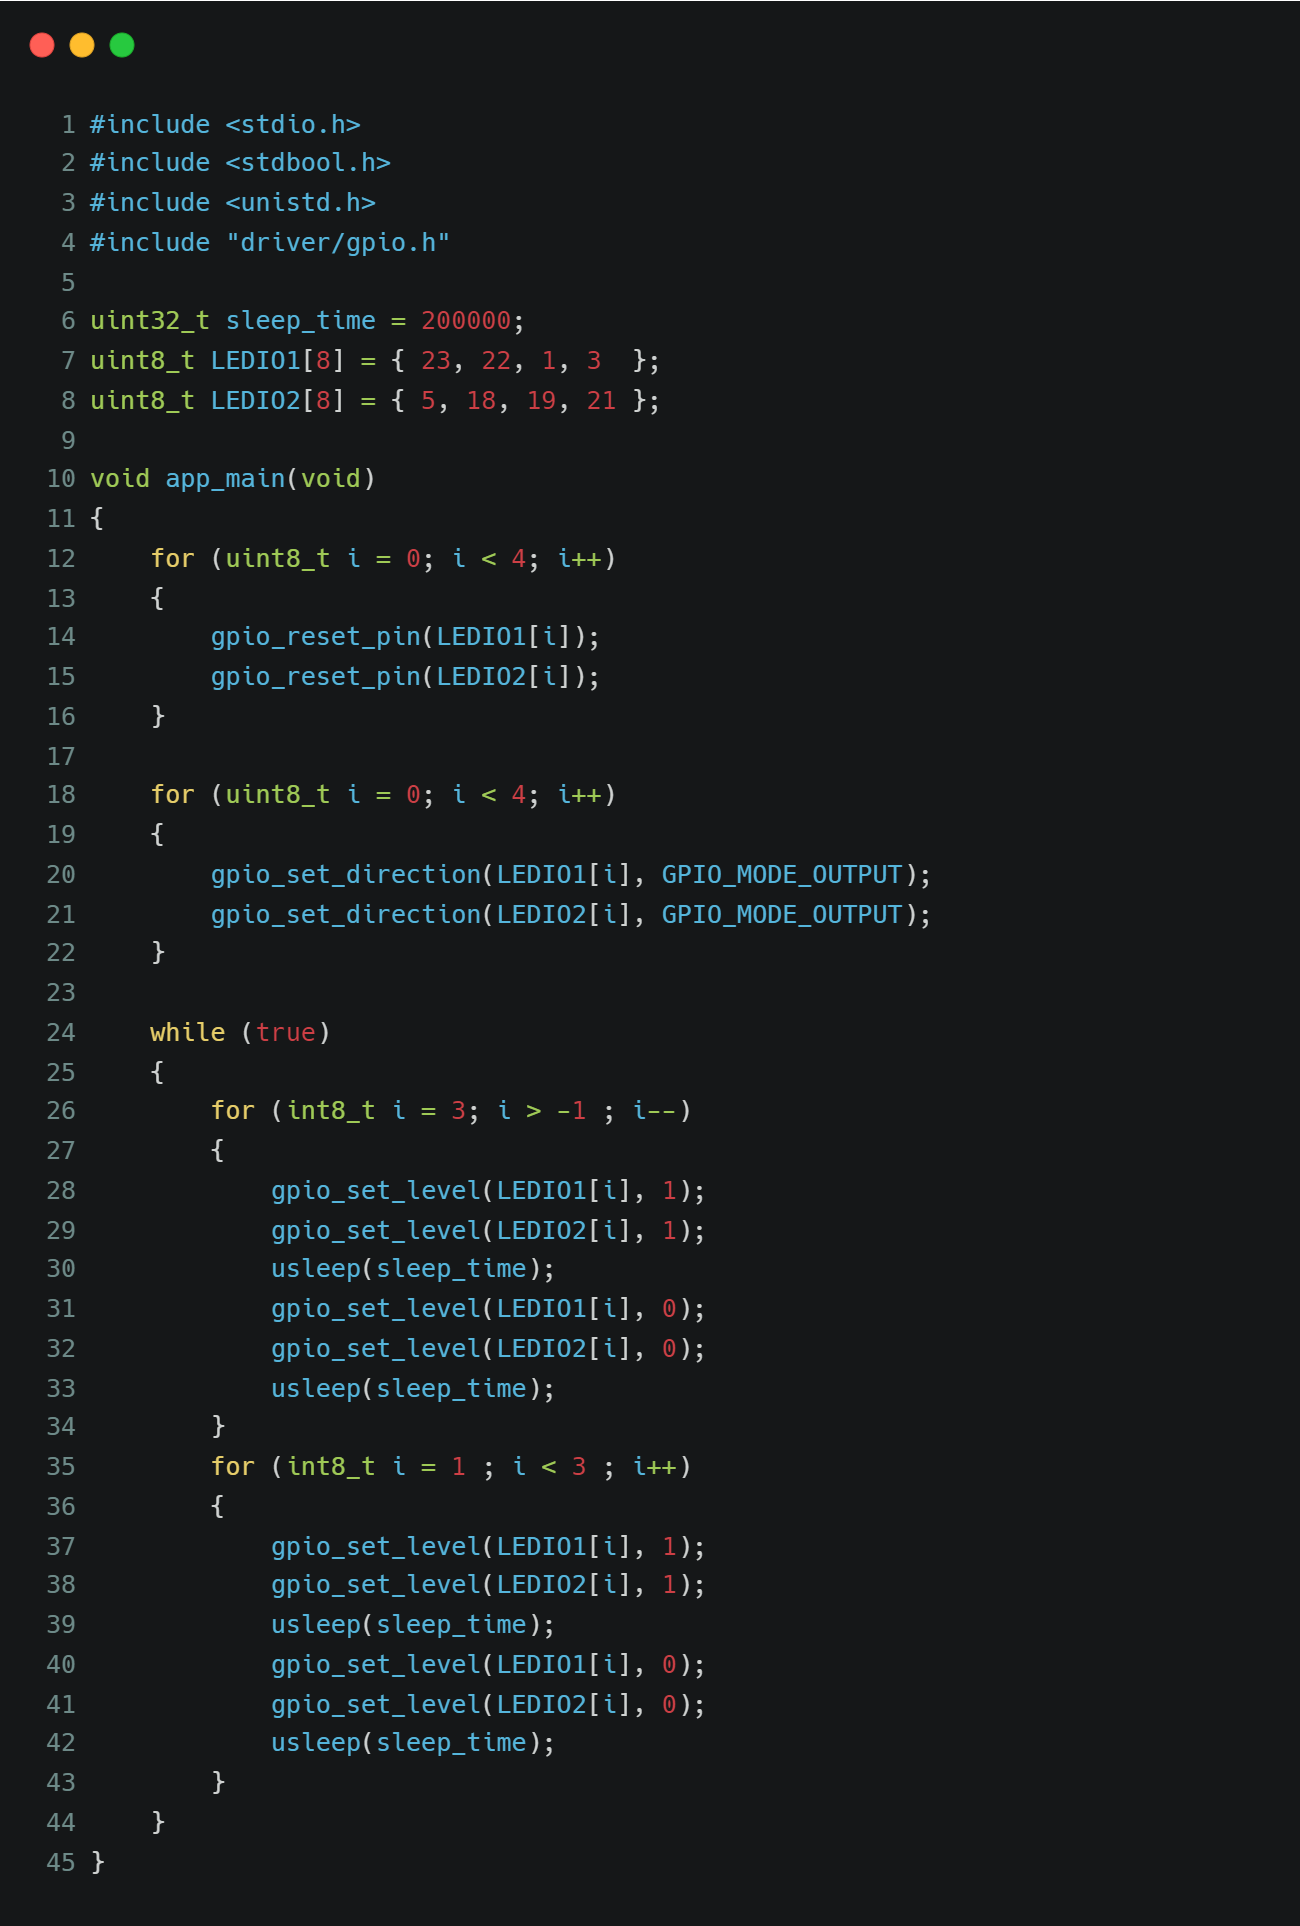 1 #include <stdio.h>
2 #include <stdbool.h>
3 #include <unistd.h>
4 #include "driver/gpio.h"
5
6 uint32_t sleep_time = 200000;
7 uint8_t LEDIO1[8] = { 23, 22, 1, 3  };
8 uint8_t LEDIO2[8] = { 5, 18, 19, 21 };
9
10 void app_main(void)
11 {
12     for (uint8_t i = 0; i < 4; i++)
13     {
14         gpio_reset_pin(LEDIO1[i]);
15         gpio_reset_pin(LEDIO2[i]);
16     }
17
18     for (uint8_t i = 0; i < 4; i++)
19     {
20         gpio_set_direction(LEDIO1[i], GPIO_MODE_OUTPUT);
21         gpio_set_direction(LEDIO2[i], GPIO_MODE_OUTPUT);
22     }
23
24     while (true)
25     {
26         for (int8_t i = 3; i > -1 ; i--)
27         {
28             gpio_set_level(LEDIO1[i], 1);
29             gpio_set_level(LEDIO2[i], 1);
30             usleep(sleep_time);
31             gpio_set_level(LEDIO1[i], 0);
32             gpio_set_level(LEDIO2[i], 0);
33             usleep(sleep_time);
34         }
35         for (int8_t i = 1 ; i < 3 ; i++)
36         {
37             gpio_set_level(LEDIO1[i], 1);
38             gpio_set_level(LEDIO2[i], 1);
39             usleep(sleep_time);
40             gpio_set_level(LEDIO1[i], 0);
41             gpio_set_level(LEDIO2[i], 0);
42             usleep(sleep_time);
43         }
44     }
45 }